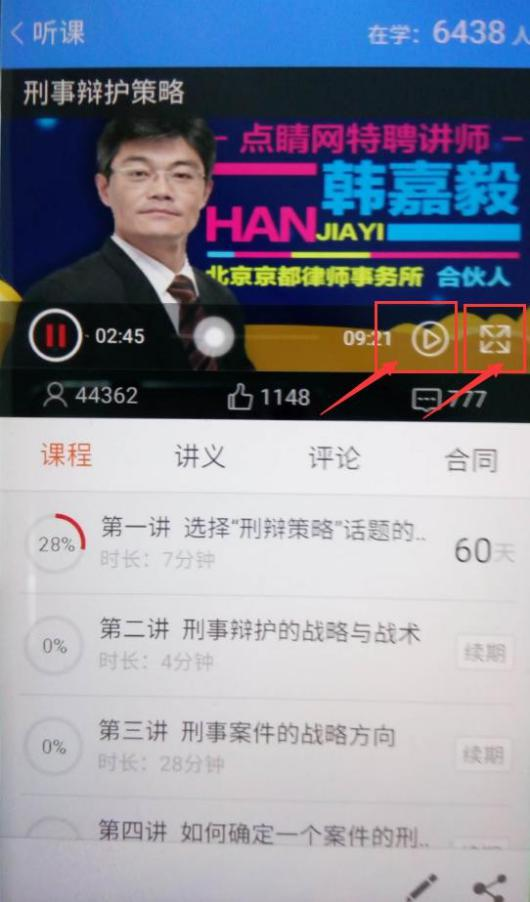 听课
在学：6438人
刑事辩护策略
点睛网特聘讲师
韩嘉毅
HAN JIAYI
北京京都律师事务所 合伙人
02:45
09:21
44362
1148
777
课程
讲义
评论
合同
28%
第一讲 选择“刑辩策略”话题的..
时长：7分钟
60天
0%
第二讲 刑事辩护的战略与战术
时长：4分钟
续期
0%
第三讲 刑事案件的战略方向
时长：28分钟
续期
第四讲 如何确定一个案件的刑..